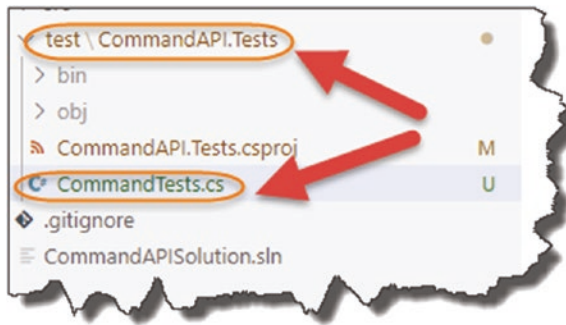 test \ CommandAPI.Tests
bin
obj
CommandAPI.Tests.csproj M
CommandTests.cs U
.gitignore
CommandAPISolution.sln